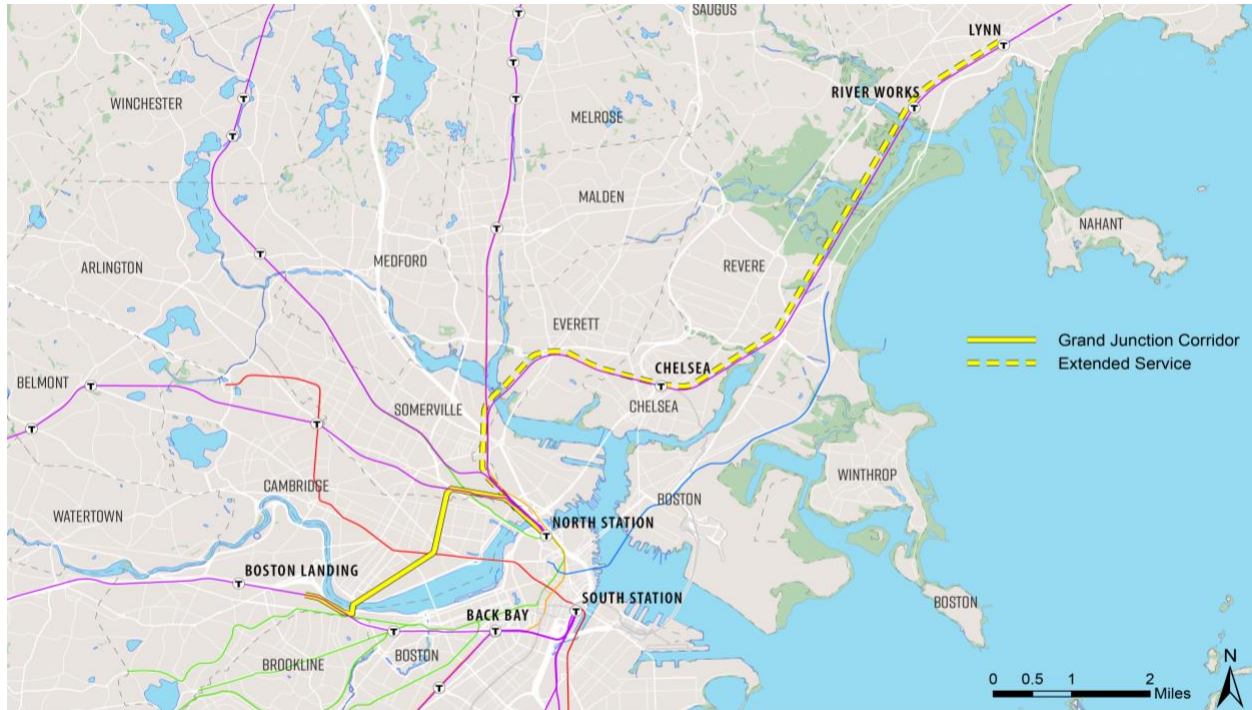 SAUGUS
LYNN
WINCHESTER
RIVER WORKS
T
T
T
T
T
T
MELROSE
MALDEN
NAHANT
ARLINGTON
MEDFORD
T
T
REVERE
EVERETT
Grand Junction Corridor
Extended Service
BELMONT
T
CHELSEA
T
SOMERVILLE
CHELSEA
T
T
CAMBRIDGE
WINTHROP
WATERTOWN
BOSTON
NORTH STATION
T
BOSTON LANDING
T
SOUTH STATION
T
BACK BAY
T
T
BOSTON
BOSTON
BROOKLINE
T
N
0 0.5 1 2
Miles